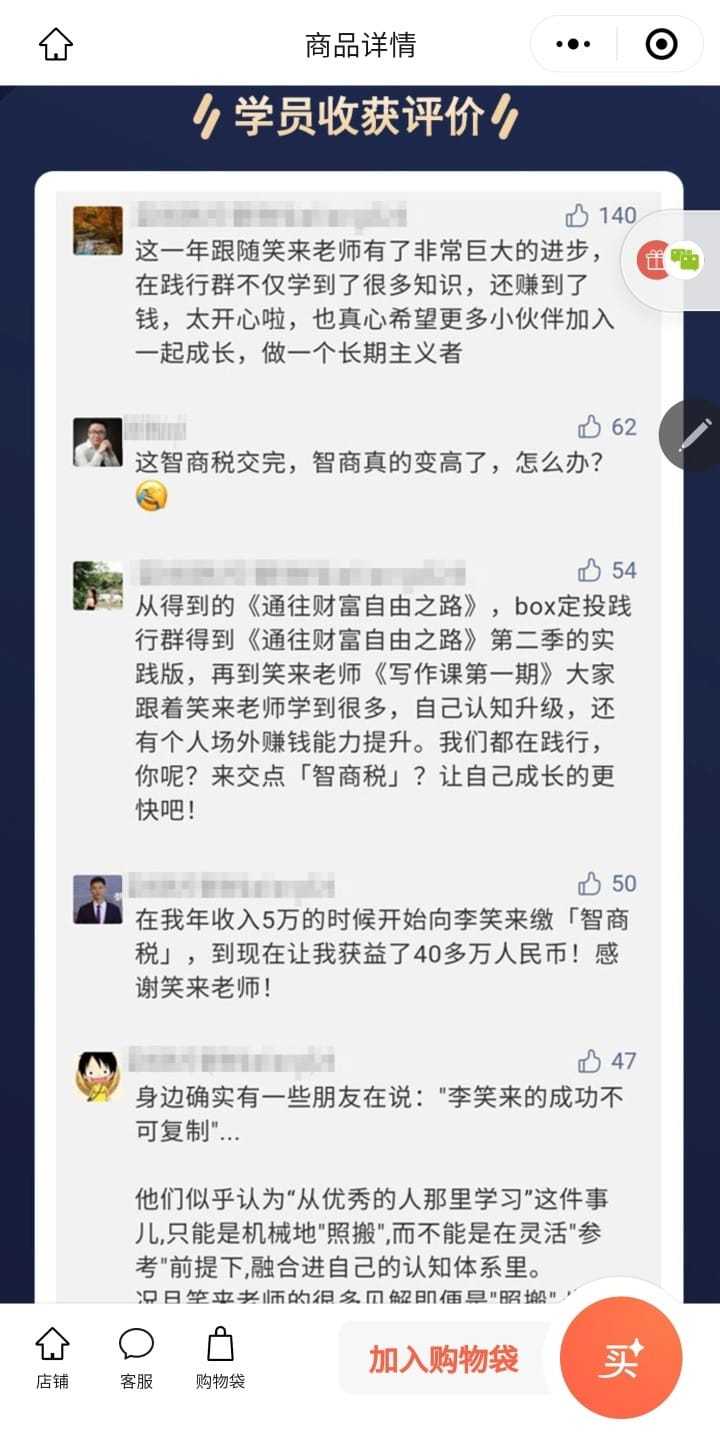 商品详情
学员收获评价
140
这一年跟随笑来老师有了非常巨大的进步，
在践行群不仅学到了很多知识，还赚到了
钱，太开心啦，也真心希望更多小伙伴加入
一起成长，做一个长期主义者
62
这智商税交完，智商真的变高了，怎么办？
54
从得到的《通往财富自由之路》，box定投践
行群得到《通往财富自由之路》第二季的实
践版，再到笑来老师《写作课第一期》大家
跟着笑来老师学到很多，自己认知升级，还
有个人场外赚钱能力提升。我们都在践行，
你呢？来交点「智商税」？让自己成长的更
快吧！
50
在我年收入5万的时候开始向李笑来缴「智商
税」，到现在让我获益了40多万人民币！感
谢笑来老师！
47
身边确实有一些朋友在说："李笑来的成功不
可复制"...
他们似乎认为“从优秀的人那里学习”这件事
儿,只能是机械地"照搬",而不能是在灵活"参
考"前提下,融合进自己的认知体系里。
况且笑来老师的很多见解即便是"照搬"
加入购物袋
买
店铺
客服
购物袋